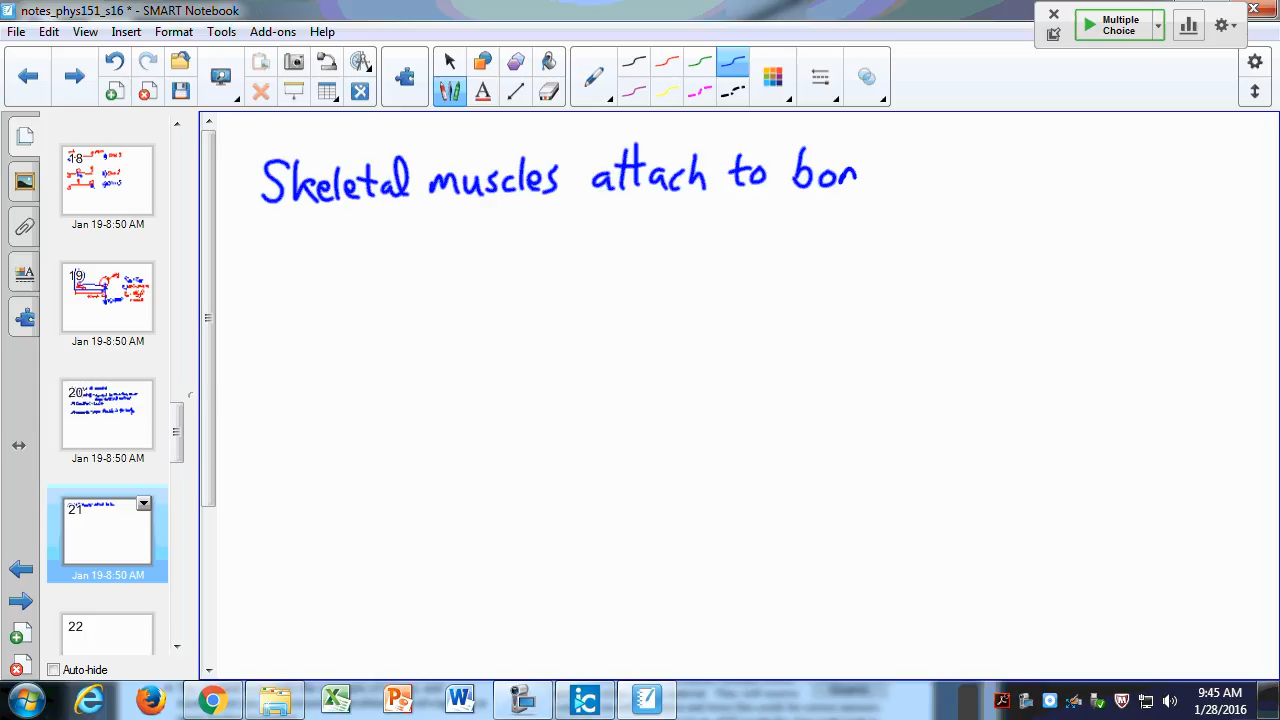 notes_phys151_s16 * - SMART Notebook
File Edit View Insert Format Tools Add-ons Help
Multiple
Choice
Skeletal muscles attach to bon
18
Jan 19-8:50 AM
19
Jan 19-8:50 AM
20
Jan 19-8:50 AM
21
Jan 19-8:50 AM
22
Auto-hide
9:45 AM
1/28/2016